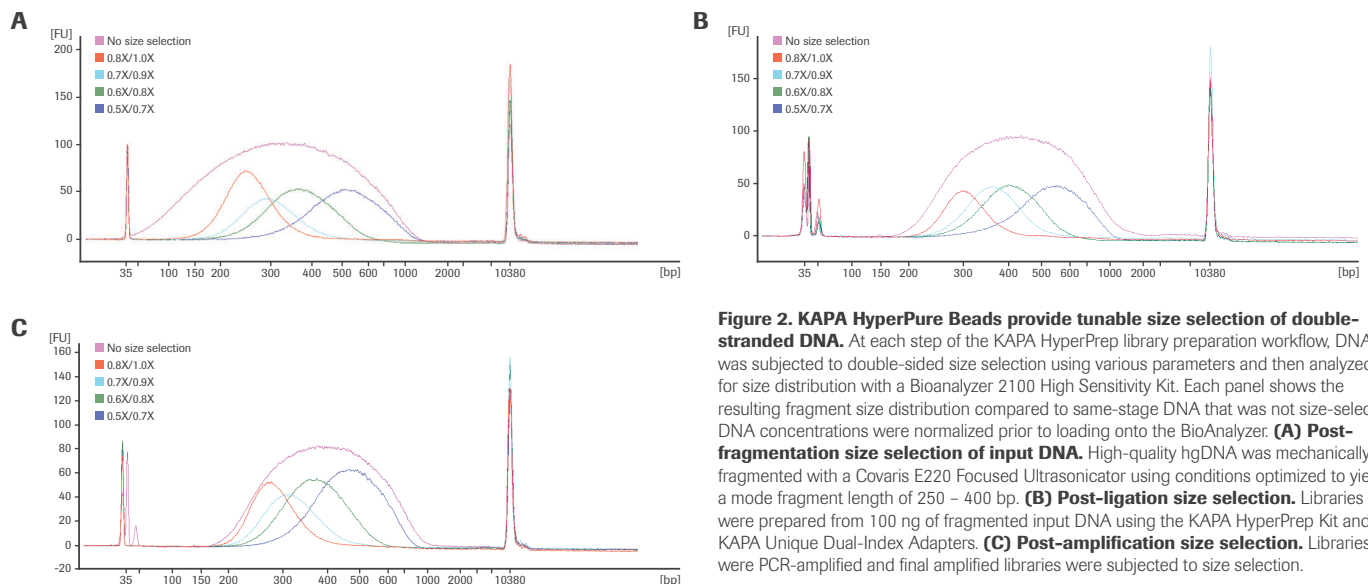 A
[FU]
No size selection
0.8X/1.0X
0.7X/0.9X
0.6X/0.8X
0.5X/0.7X
200
150
100
50
0
35 100 150 200 300 400 500 600 1000 2000 10380 [bp]
B
[FU]
No size selection
0.8X/1.0X
0.7X/0.9X
0.6X/0.8X
0.5X/0.7X
150
100
50
0
35 100 150 200 300 400 500 600 1000 2000 10380 [bp]
C
[FU]
No size selection
0.8X/1.0X
0.7X/0.9X
0.6X/0.8X
0.5X/0.7X
160
140
120
100
80
60
40
20
0
-20
35 100 150 200 300 400 500 600 1000 2000 10380 [bp]
Figure 2. KAPA HyperPure Beads provide tunable size selection of double-
stranded DNA. At each step of the KAPA HyperPrep library preparation workflow, DNA
was subjected to double-sided size selection using various parameters and then analyzed
for size distribution with a Bioanalyzer 2100 High Sensitivity Kit. Each panel shows the
resulting fragment size distribution compared to same-stage DNA that was not size-selec
DNA concentrations were normalized prior to loading onto the BioAnalyzer. (A) Post-
fragmentation size selection of input DNA. High-quality hgDNA was mechanically
fragmented with a Covaris E220 Focused Ultrasonicator using conditions optimized to yie
a mode fragment length of 250 – 400 bp. (B) Post-ligation size selection. Libraries
were prepared from 100 ng of fragmented input DNA using the KAPA HyperPrep Kit and
KAPA Unique Dual-Index Adapters. (C) Post-amplification size selection. Libraries
were PCR-amplified and final amplified libraries were subjected to size selection.